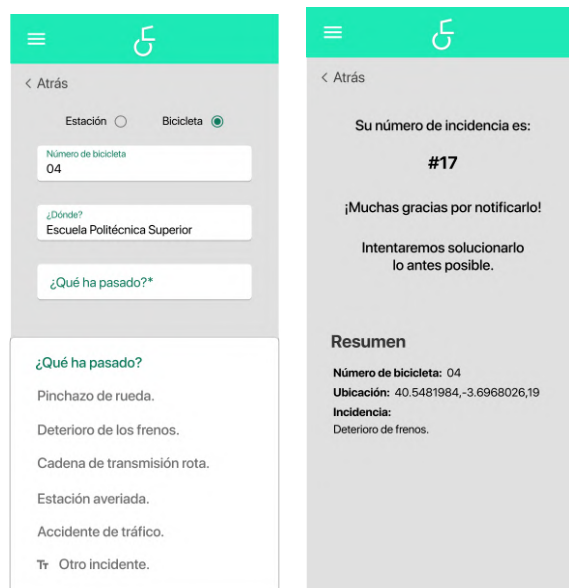 < Atrás
Estación
Bicicleta
Número de bicicleta
04
¿Dónde?
Escuela Politécnica Superior
¿Qué ha pasado?*
¿Qué ha pasado?
Pinchazo de rueda.
Deterioro de los frenos.
Cadena de transmisión rota.
Estación averiada.
Accidente de tráfico.
Tт Otro incidente.
< Atrás
Su número de incidencia es:
#17
¡Muchas gracias por notificarlo!
Intentaremos solucionarlo
lo antes posible.
Resumen
Número de bicicleta: 04
Ubicación: 40.5481984,-3.6968026,19
Incidencia:
Deterioro de frenos.